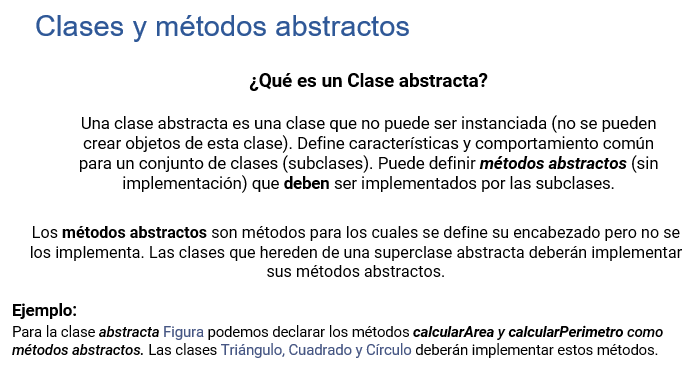 Clases y métodos abstractos
¿Qué es un Clase abstracta?
Una clase abstracta es una clase que no puede ser instanciada (no se pueden
crear objetos de esta clase). Define características y comportamiento común
para un conjunto de clases (subclases). Puede definir métodos abstractos (sin
implementación) que deben ser implementados por las subclases.
Los métodos abstractos son métodos para los cuales se define su encabezado pero no se
los implementa. Las clases que hereden de una superclase abstracta deberán implementar
sus métodos abstractos.
Ejemplo:
Para la clase abstracta Figura podemos declarar los métodos calcularArea y calcularPerimetro como
métodos abstractos. Las clases Triángulo, Cuadrado y Círculo deberán implementar estos métodos.